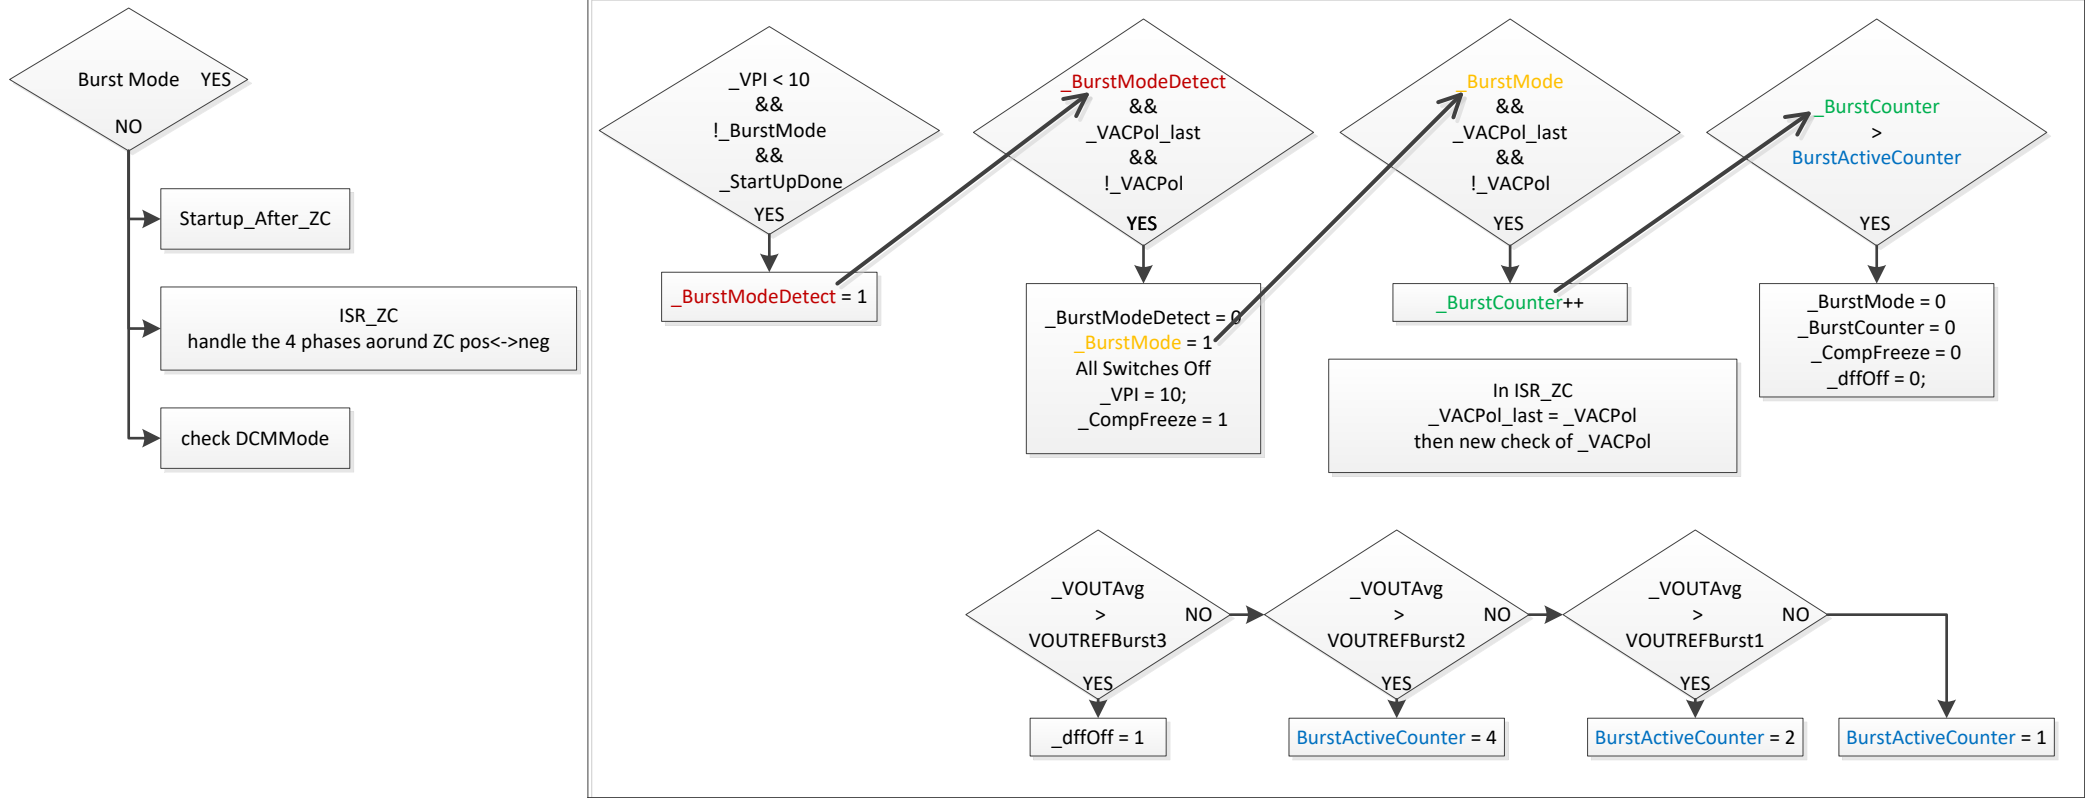 Burst Mode
YES
NO
Startup_After_ZC
ISR_ZC
handle the 4 phases aorund ZC pos<->neg
check DCMMode
_VPI < 10
&&
!_BurstMode
&&
_StartUpDone
YES
_BurstModeDetect = 1
_BurstModeDetect
&&
_VACPol_last
&&
!_VACPol
YES
_BurstModeDetect = 0
_BurstMode = 1
All Switches Off
_VPI = 10;
_CompFreeze = 1
_BurstMode
&&
_VACPol_last
&&
!_VACPol
YES
_BurstCounter++
In ISR_ZC
_VACPol_last = _VACPol
then new check of _VACPol
_BurstCounter
>
BurstActiveCounter
YES
_BurstMode = 0
_BurstCounter = 0
_CompFreeze = 0
_dffOff = 0;
_VOUTAvg
>
VOUTREFBurst3
NO
YES
_dffOff = 1
_VOUTAvg
>
VOUTREFBurst2
NO
YES
BurstActiveCounter = 4
_VOUTAvg
>
VOUTREFBurst1
NO
YES
BurstActiveCounter = 2
BurstActiveCounter = 1